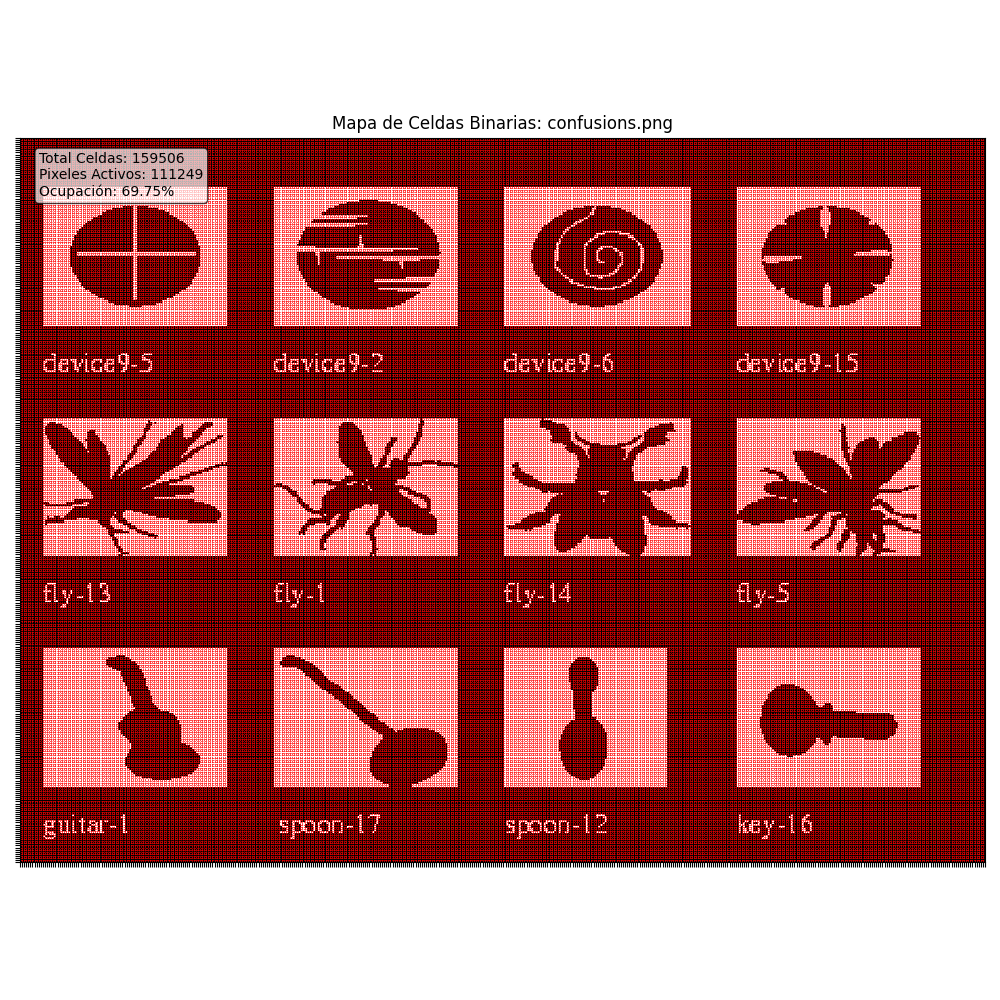 Mapa de Celdas Binarias: confusions.png
Total Celdas: 159506
Pixeles Activos: 111249
Ocupación: 69.75%
device9-5 device9-2 device9-6 device9-15
fly-13 fly-1 fly-14 fly-5
guitar-1 spoon-17 spoon-12 key-16